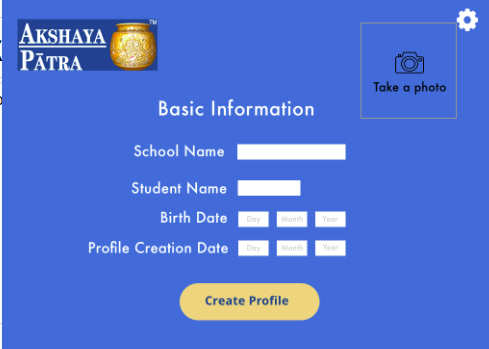 AKSHAYA
PĀTRA
TM
Take a photo
Basic Information
School Name
Student Name
Birth Date Day Month Year
Profile Creation Date Day Month Year
Create Profile